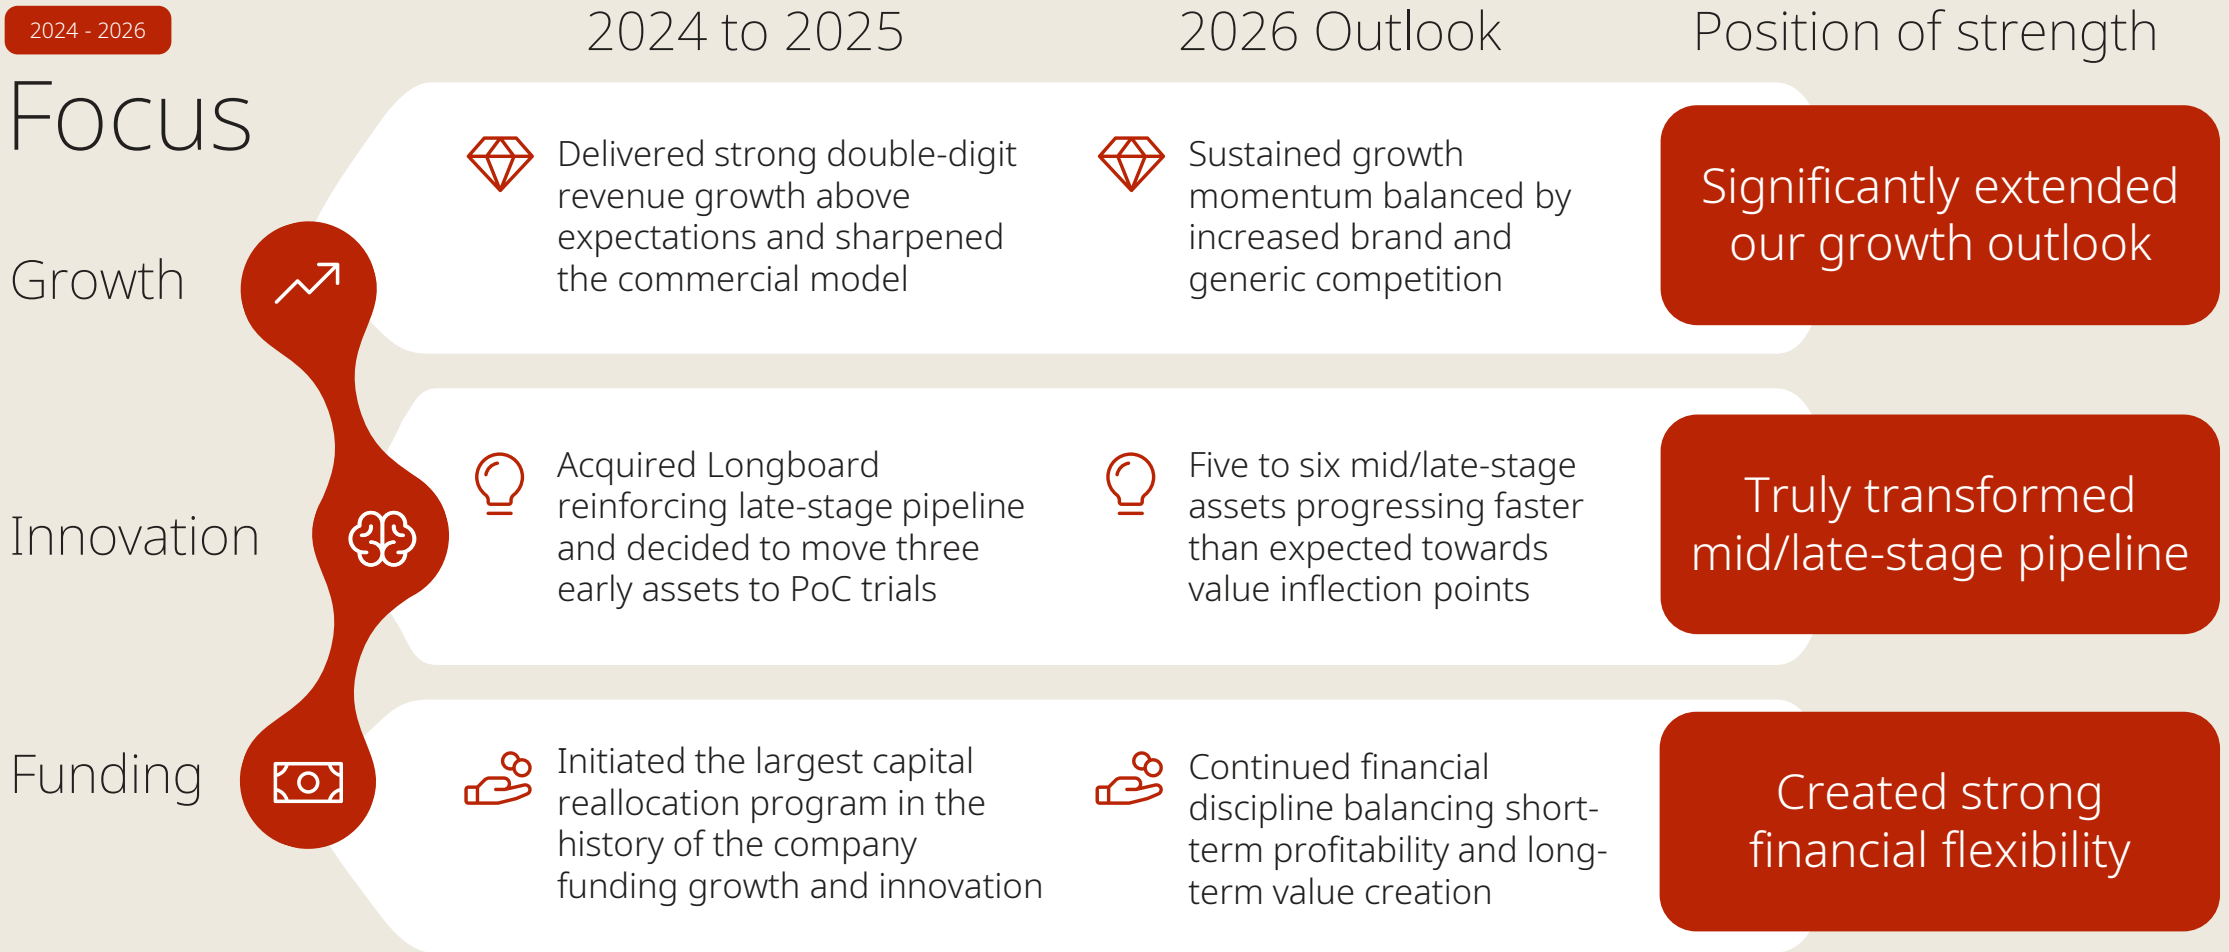 2024 - 2026
2024 to 2025
2026 Outlook
Position of strength
Focus
Growth
Delivered strong double-digit
revenue growth above
expectations and sharpened
the commercial model
Sustained growth
momentum balanced by
increased brand and
generic competition
Significantly extended
our growth outlook
Innovation
Acquired Longboard
reinforcing late-stage pipeline
and decided to move three
early assets to PoC trials
Five to six mid/late-stage
assets progressing faster
than expected towards
value inflection points
Truly transformed
mid/late-stage pipeline
Funding
Initiated the largest capital
reallocation program in the
history of the company
funding growth and innovation
Continued financial
discipline balancing short-
term profitability and long-
term value creation
Created strong
financial flexibility